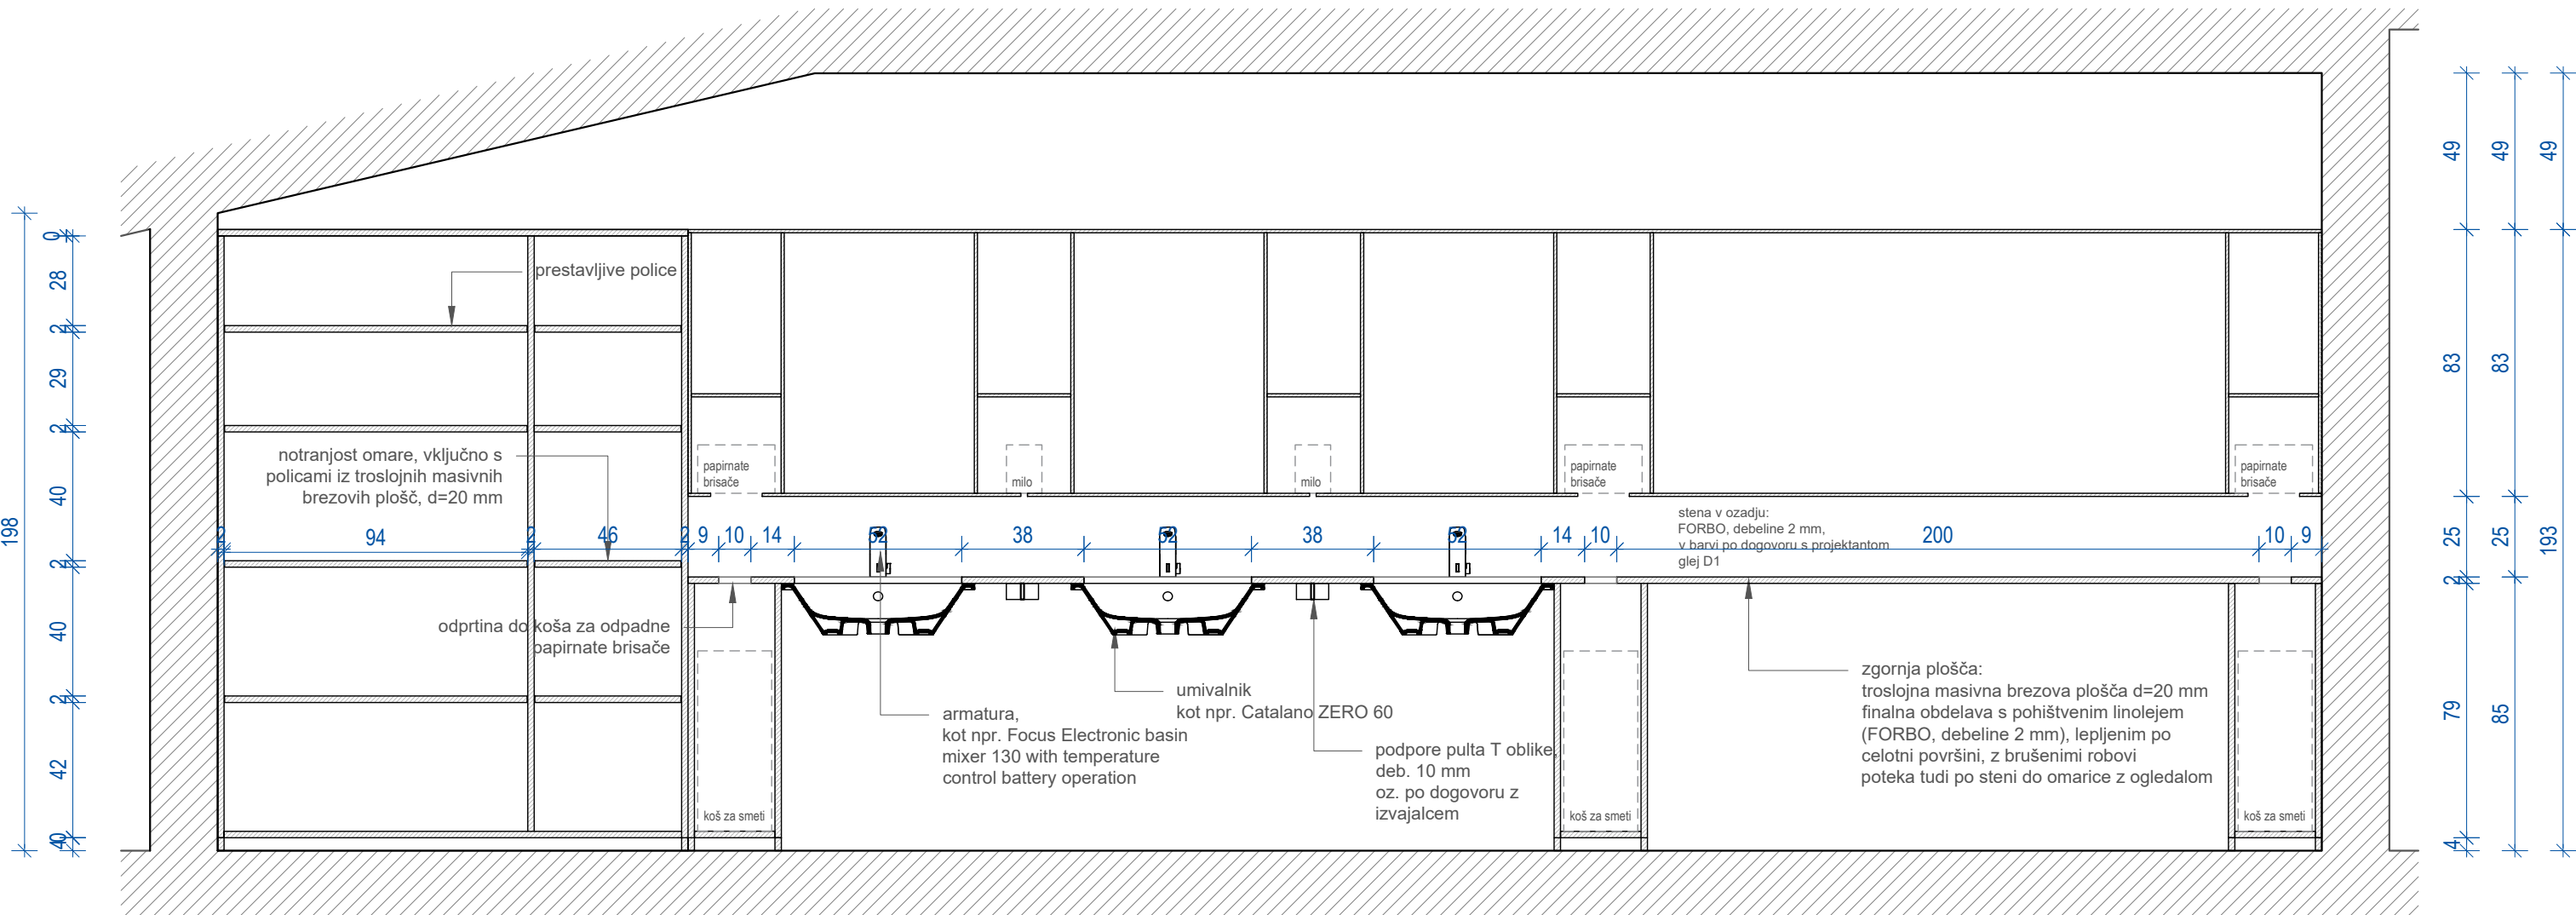 prestavljive police
notranjost omare, vključno s
policami iz troslojnih masivnih
brezovih plošč, d=20 mm
odprtina do koša za odpadne
papirnate brisače
papirnate
brisače
milo
milo
papirnate
brisače
papirnate
brisače
stena v ozadju:
FORBO, debeline 2 mm,
v barvi po dogovoru s projektantom
glej D1
armatura,
kot npr. Focus Electronic basin
mixer 130 with temperature
control battery operation
umivalnik
kot npr. Catalano ZERO 60
podpore pulta T oblike,
deb. 10 mm
oz. po dogovoru z
izvajalcem
zgornja plošča:
troslojna masivna brezova plošča d=20 mm
finalna obdelava s pohištvenim linolejem
(FORBO, debeline 2 mm), lepljenim po
celotni površini, z brušenimi robovi
poteka tudi po steni do omarice z ogledalom
koš za smeti
koš za smeti
koš za smeti
2 94 2 46 2 9 10 14 52 38 52 38 52 14 10 200 10 9
198
0
28
2
29
2
40
2
40
2
42
40
49
83
25
2
79
4
49
83
25
85
49
193